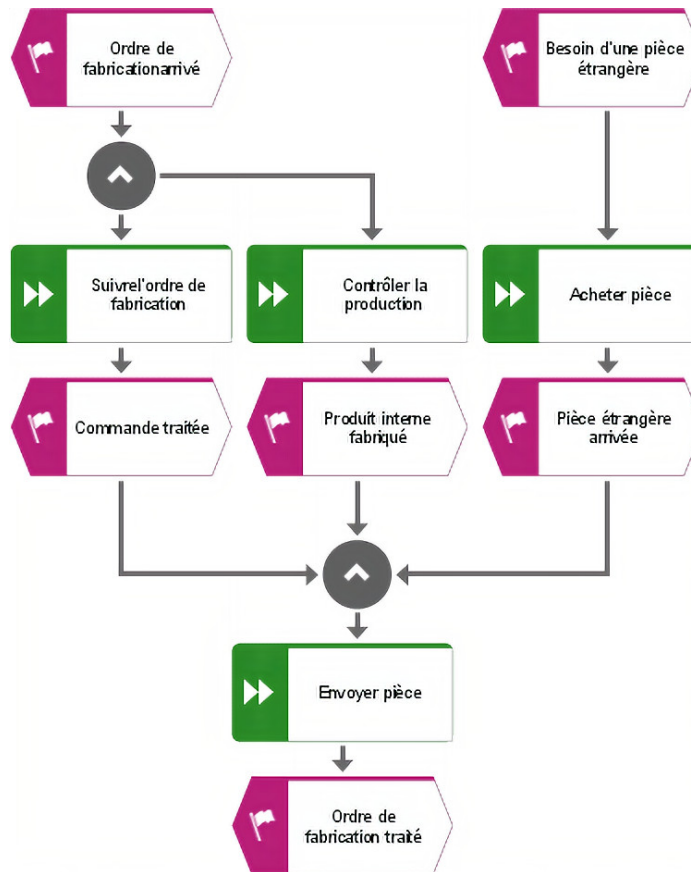 Ordre de
fabricationarrivé
Besoin d'une pièce
étrangère
Suivrel'ordre de
fabrication
Contrôler la
production
Acheter pièce
Commande traitée
Produit interne
fabriqué
Pièce étrangère
arrivée
Envoyer pièce
Ordre de
fabrication traité